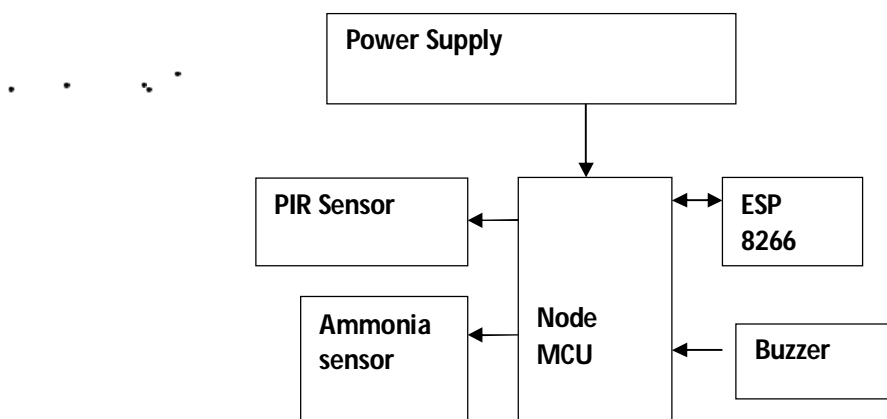 Power Supply
PIR Sensor
ESP
8266
Ammonia
sensor
Node
MCU
Buzzer